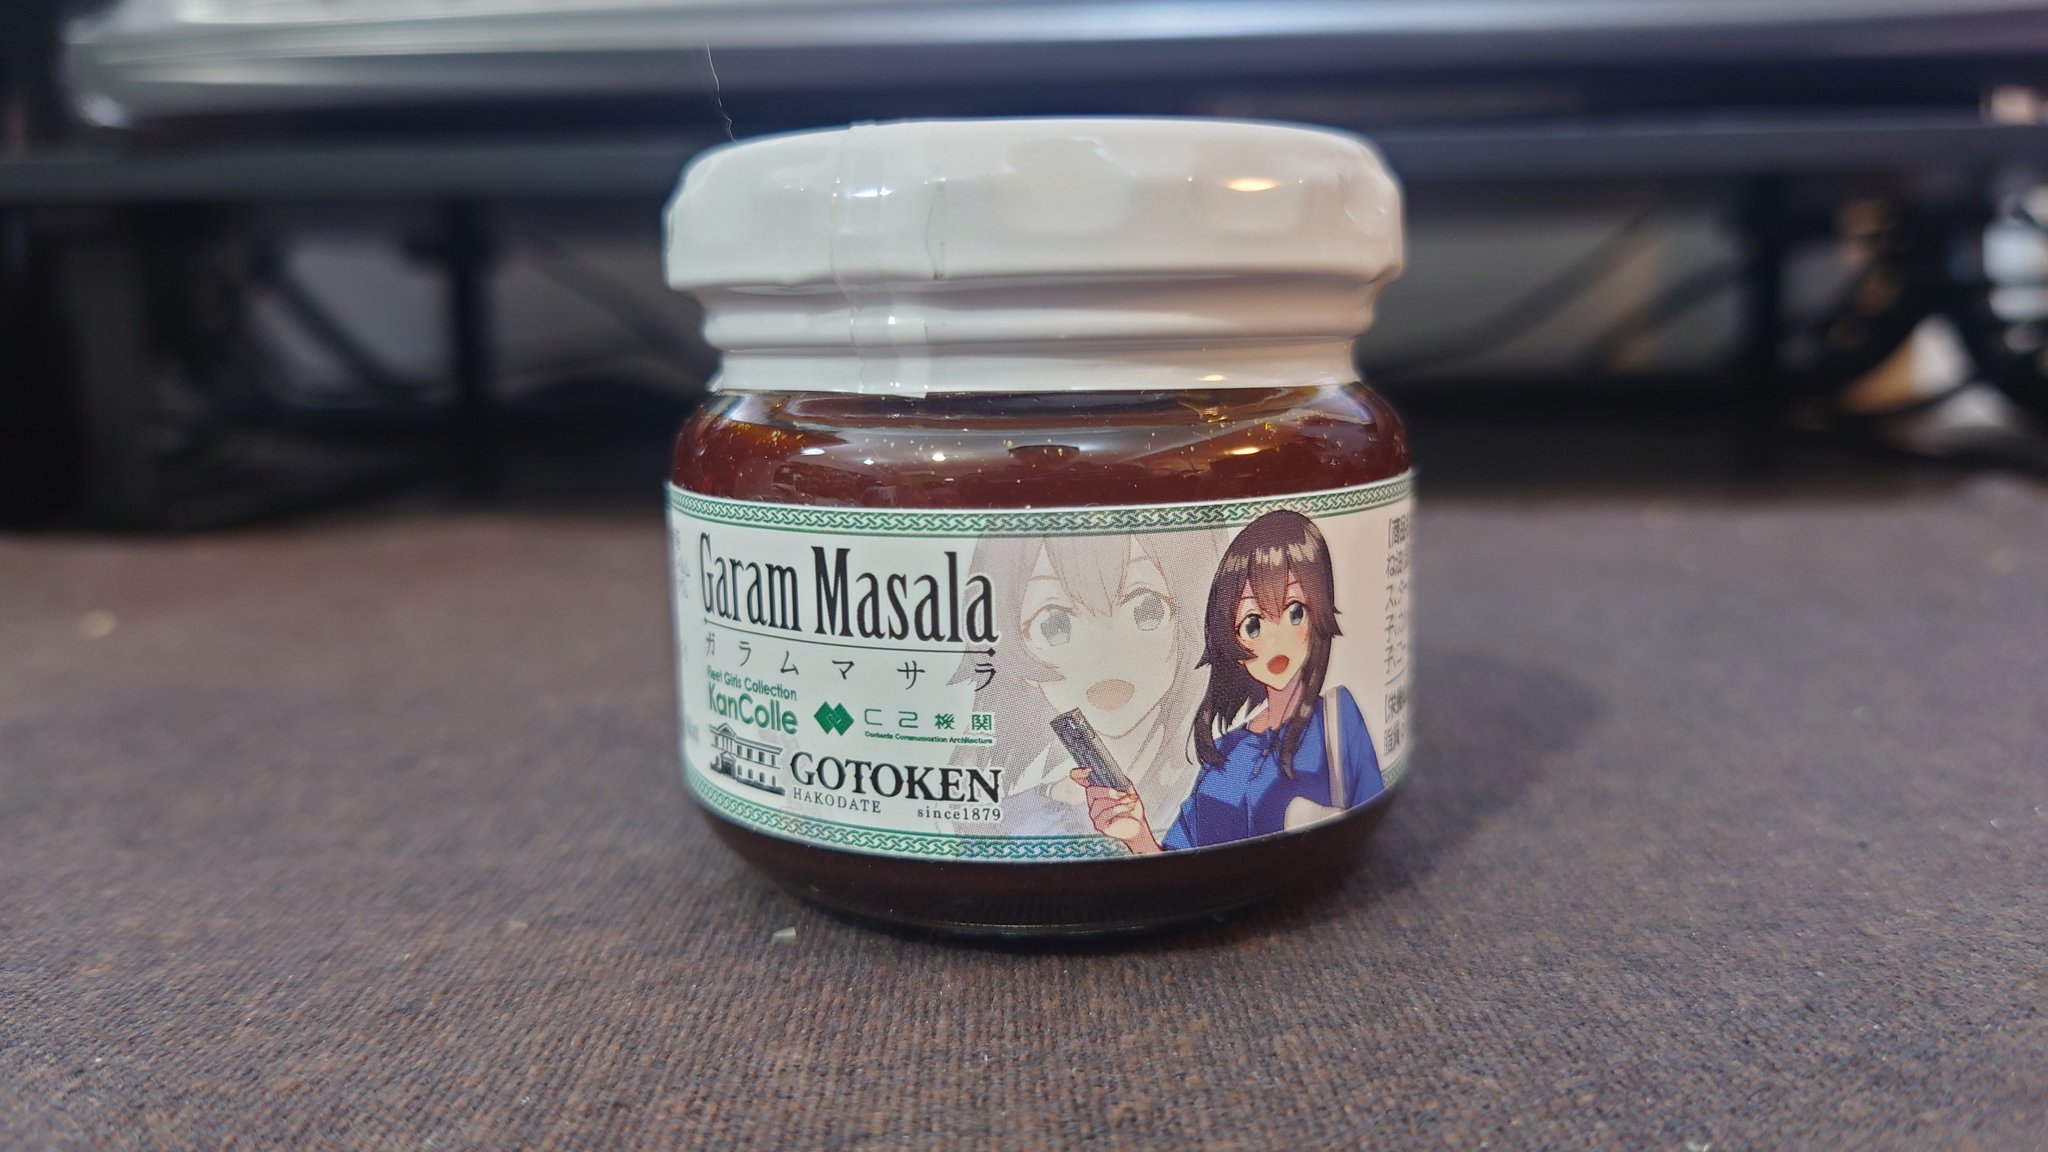 Garam Masala
ガラムマサラ
Fleet Girls Collection
KanColle
C2機関
Contents Communication Architecture
GOTOKEN
HAKODATE
since1879